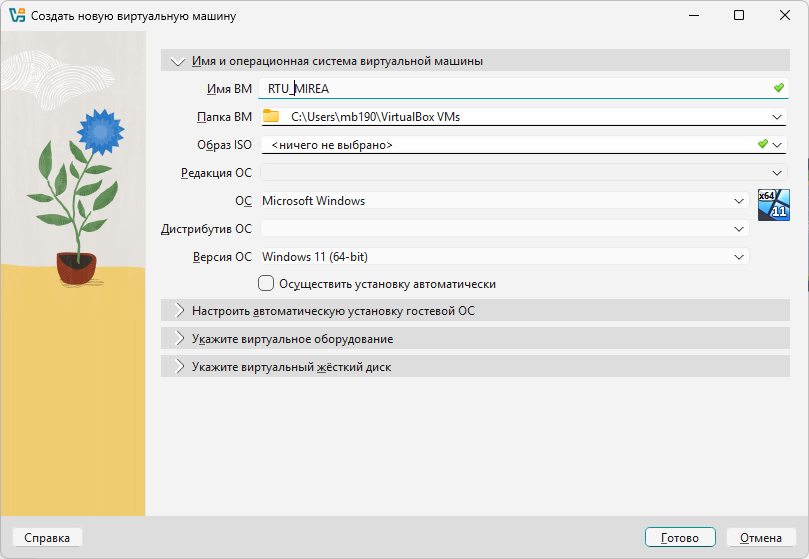 Создать новую виртуальную машину
Имя и операционная система виртуальной машины
Имя ВМ RTU_MIREA
Папка ВМ C:\Users\mb190\VirtualBox VMs
Образ ISO <ничего не выбрано>
Редакция ОС
ОС Microsoft Windows
x64
11
Дистрибутив ОС
Версия ОС Windows 11 (64-bit)
Осуществить установку автоматически
Настроить автоматическую установку гостевой ОС
Укажите виртуальное оборудование
Укажите виртуальный жёсткий диск
Справка Готово Отмена